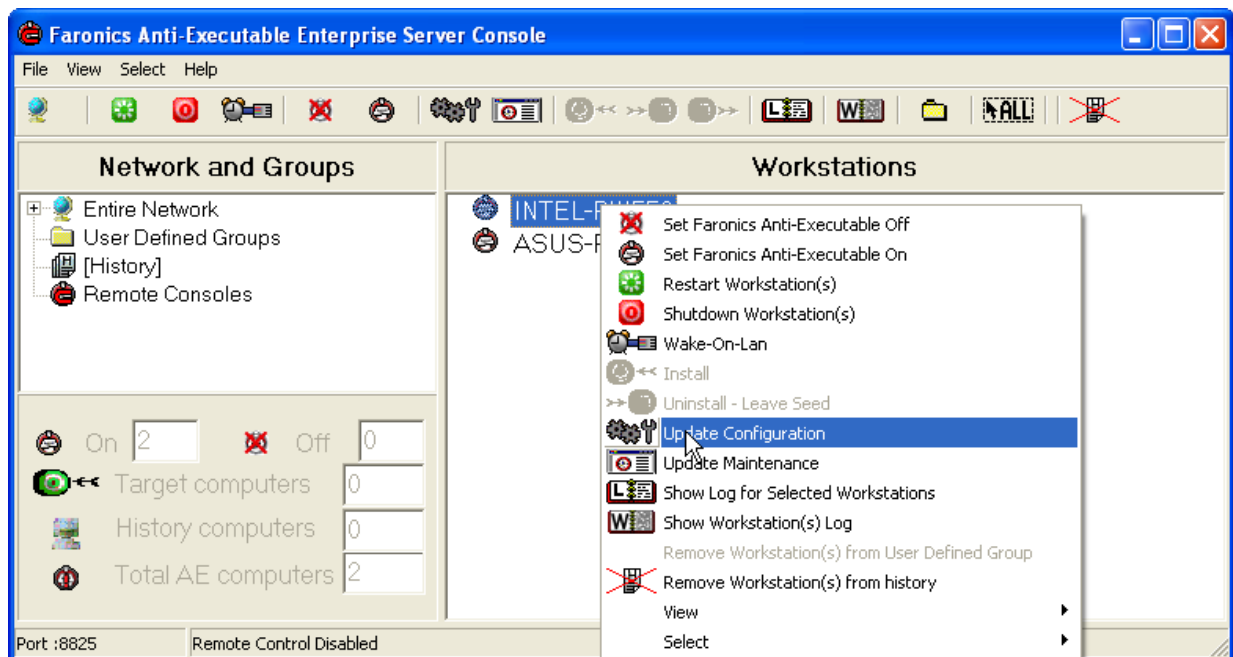 Faronics Anti-Executable Enterprise Server Console
File View Select Help
ALL
Network and Groups
Workstations
Entire Network
User Defined Groups
[History]
Remote Consoles
INTEL-
ASUS-
Set Faronics Anti-Executable Off
Set Faronics Anti-Executable On
Restart Workstation(s)
Shutdown Workstation(s)
Wake-On-Lan
Install
Uninstall - Leave Seed
Update Configuration
Update Maintenance
Show Log for Selected Workstations
Show Workstation(s) Log
Remove Workstation(s) from User Defined Group
Remove Workstation(s) from history
View
Select
On 2 Off 0
Target computers 0
History computers 0
Total AE computers 2
Port :8825 Remote Control Disabled